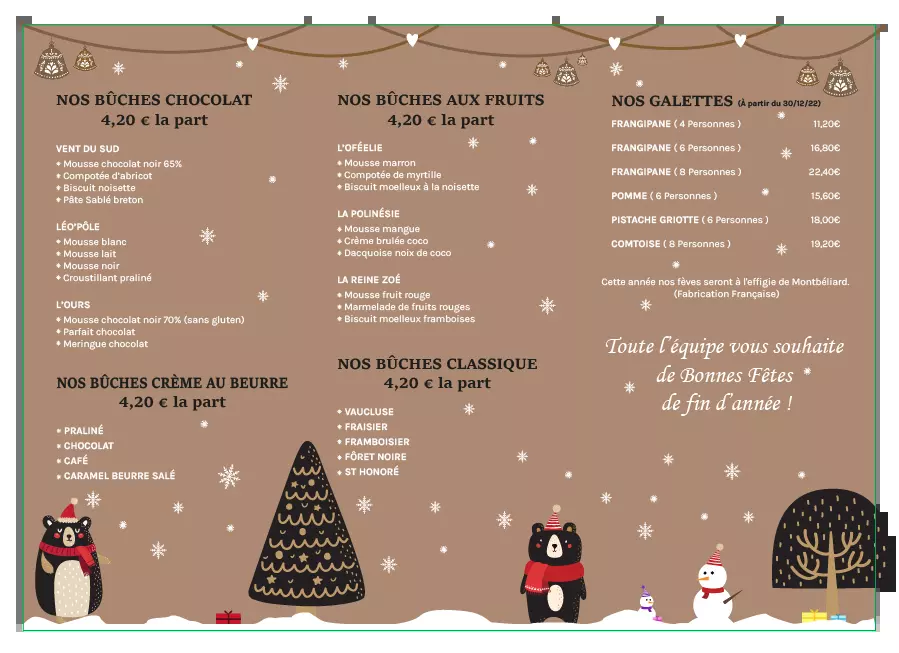 NOS BÛCHES CHOCOLAT
4,20 € la part
VENT DU SUD
Mousse chocolat noir 65%
Compotée d'abricot
Biscuit noisette
Pâte Sablé breton
LÉO'PÔLE
Mousse blanc
Mousse lait
Mousse noir
Croustillant praliné
L'OURS
Mousse chocolat noir 70% (sans gluten)
Parfait chocolat
Meringue chocolat
NOS BÛCHES CRÈME AU BEURRE
4,20 € la part
PRALINÉ
CHOCOLAT
CAFÉ
CARAMEL BEURRE SALÉ
NOS BÛCHES AUX FRUITS
4,20 € la part
L'OFÉELIE
Mousse marron
Compotée de myrtille
Biscuit moelleux à la noisette
LA POLINÉSIE
Mousse mangue
Crème brulée coco
Dacquoise noix de coco
LA REINE ZOÉ
Mousse fruit rouge
Marmelade de fruits rouges
Biscuit moelleux framboises
NOS BÛCHES CLASSIQUE
4,20 € la part
VAUCLUSE
FRAISIER
FRAMBOISIER
FÔRET NOIRE
ST HONORÉ
NOS GALETTES (À partir du 30/12/22)
FRANGIPANE ( 4 Personnes ) 11,20€
FRANGIPANE ( 6 Personnes ) 16,80€
FRANGIPANE ( 8 Personnes ) 22,40€
POMME ( 6 Personnes ) 15,60€
PISTACHE GRIOTTE ( 6 Personnes ) 18,00€
COMTOISE ( 8 Personnes ) 19,20€
Cette année nos fèves seront à l'effigie de Montbéliard.
(Fabrication Française)
Toute l'équipe vous souhaite
de Bonnes Fêtes
de fin d'année !